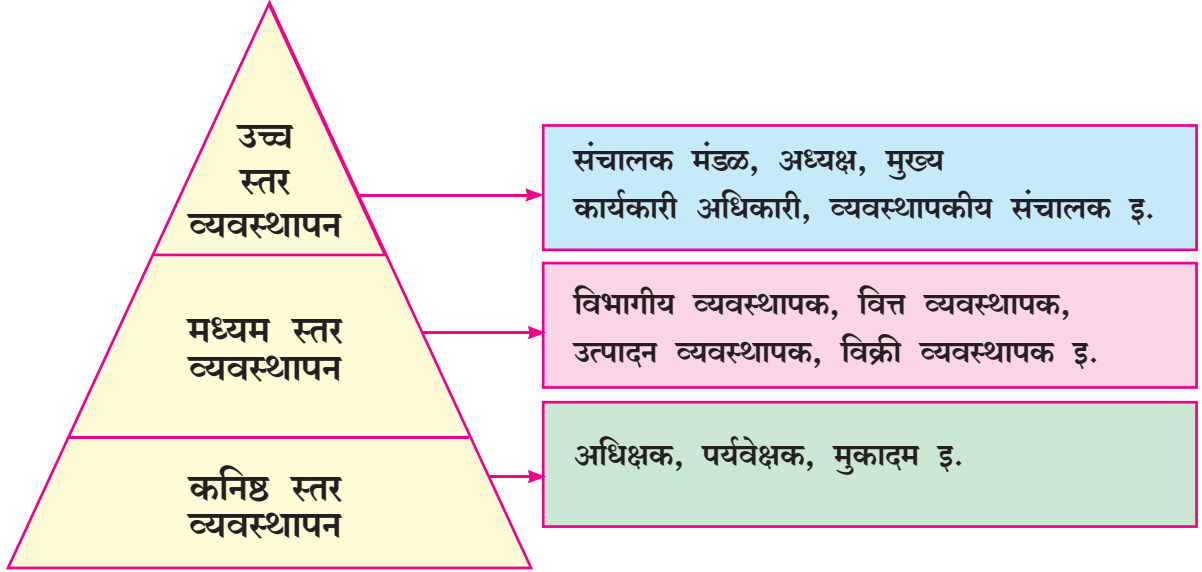 उच्च
स्तर
व्यवस्थापन
संचालक मंडळ, अध्यक्ष, मुख्य
कार्यकारी अधिकारी, व्यवस्थापकीय संचालक इ.
मध्यम स्तर
व्यवस्थापन
विभागीय व्यवस्थापक, वित्त व्यवस्थापक,
उत्पादन व्यवस्थापक, विक्री व्यवस्थापक इ.
कनिष्ठ स्तर
व्यवस्थापन
अधिक्षक, पर्यवेक्षक, मुकादम इ.